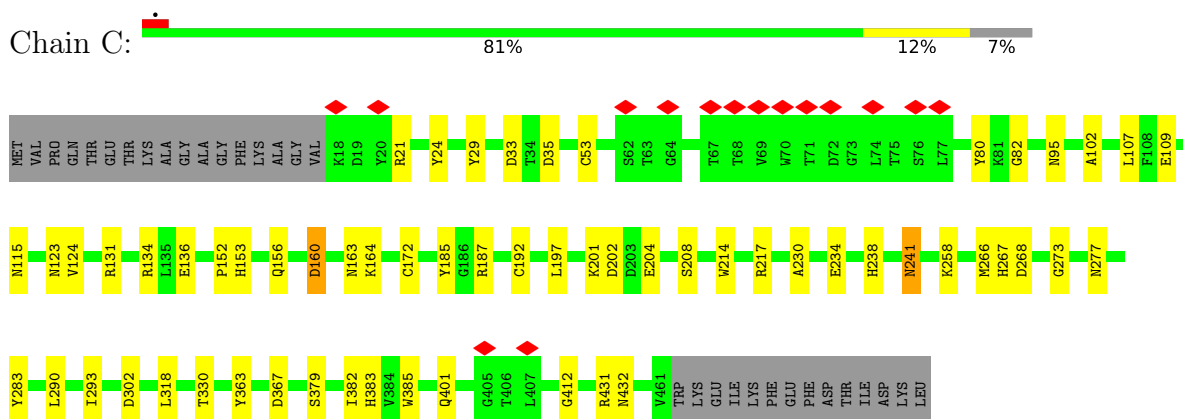 Chain C: 81% 12% 7%
MET VAL PRO GLN THR GLU THR LYS ALA GLY ALA GLY PHE LYS ALA GLY VAL K18 D19 Y20 R21 Y24 Y29 D33 T34 D35 C53 S62 T63 G64 T67 T68 V69 W70 T71 D72 G73 L74 T75 S76 L77 Y80 K81 G82 N95 A102 L107 F108 E109
N115 N123 V124 R131 R134 L135 E136 P152 H153 Q156 D160 N163 K164 C172 Y185 G186 R187 C192 L197 K201 D202 D203 E204 S208 W214 R217 A230 E234 H238 N241 K258 M266 H267 D268 G273 N277
Y283 L290 I293 D302 L318 T330 Y363 D367 S379 I382 H383 V384 W385 Q401 G405 T406 L407 G412 R431 N432 V461 TRP LYS GLU ILE LYS PHE GLU PHE ASP THR ILE ASP LYS LEU